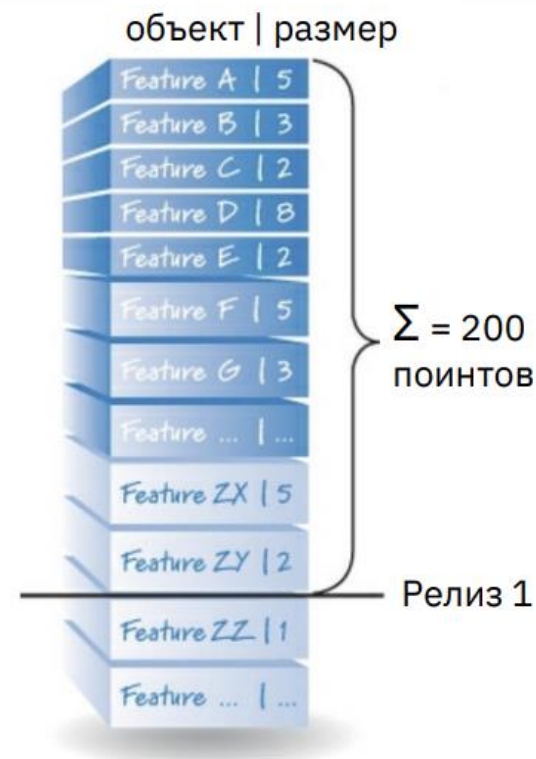 объект | размер
Feature A | 5
Feature B | 3
Feature C | 2
Feature D | 8
Feature E | 2
Feature F | 5
Feature G | 3
Feature ... | ...
Feature ZX | 5
Feature ZY | 2
Feature ZZ | 1
Feature ... | ...
Σ = 200
поинтов
Релиз 1